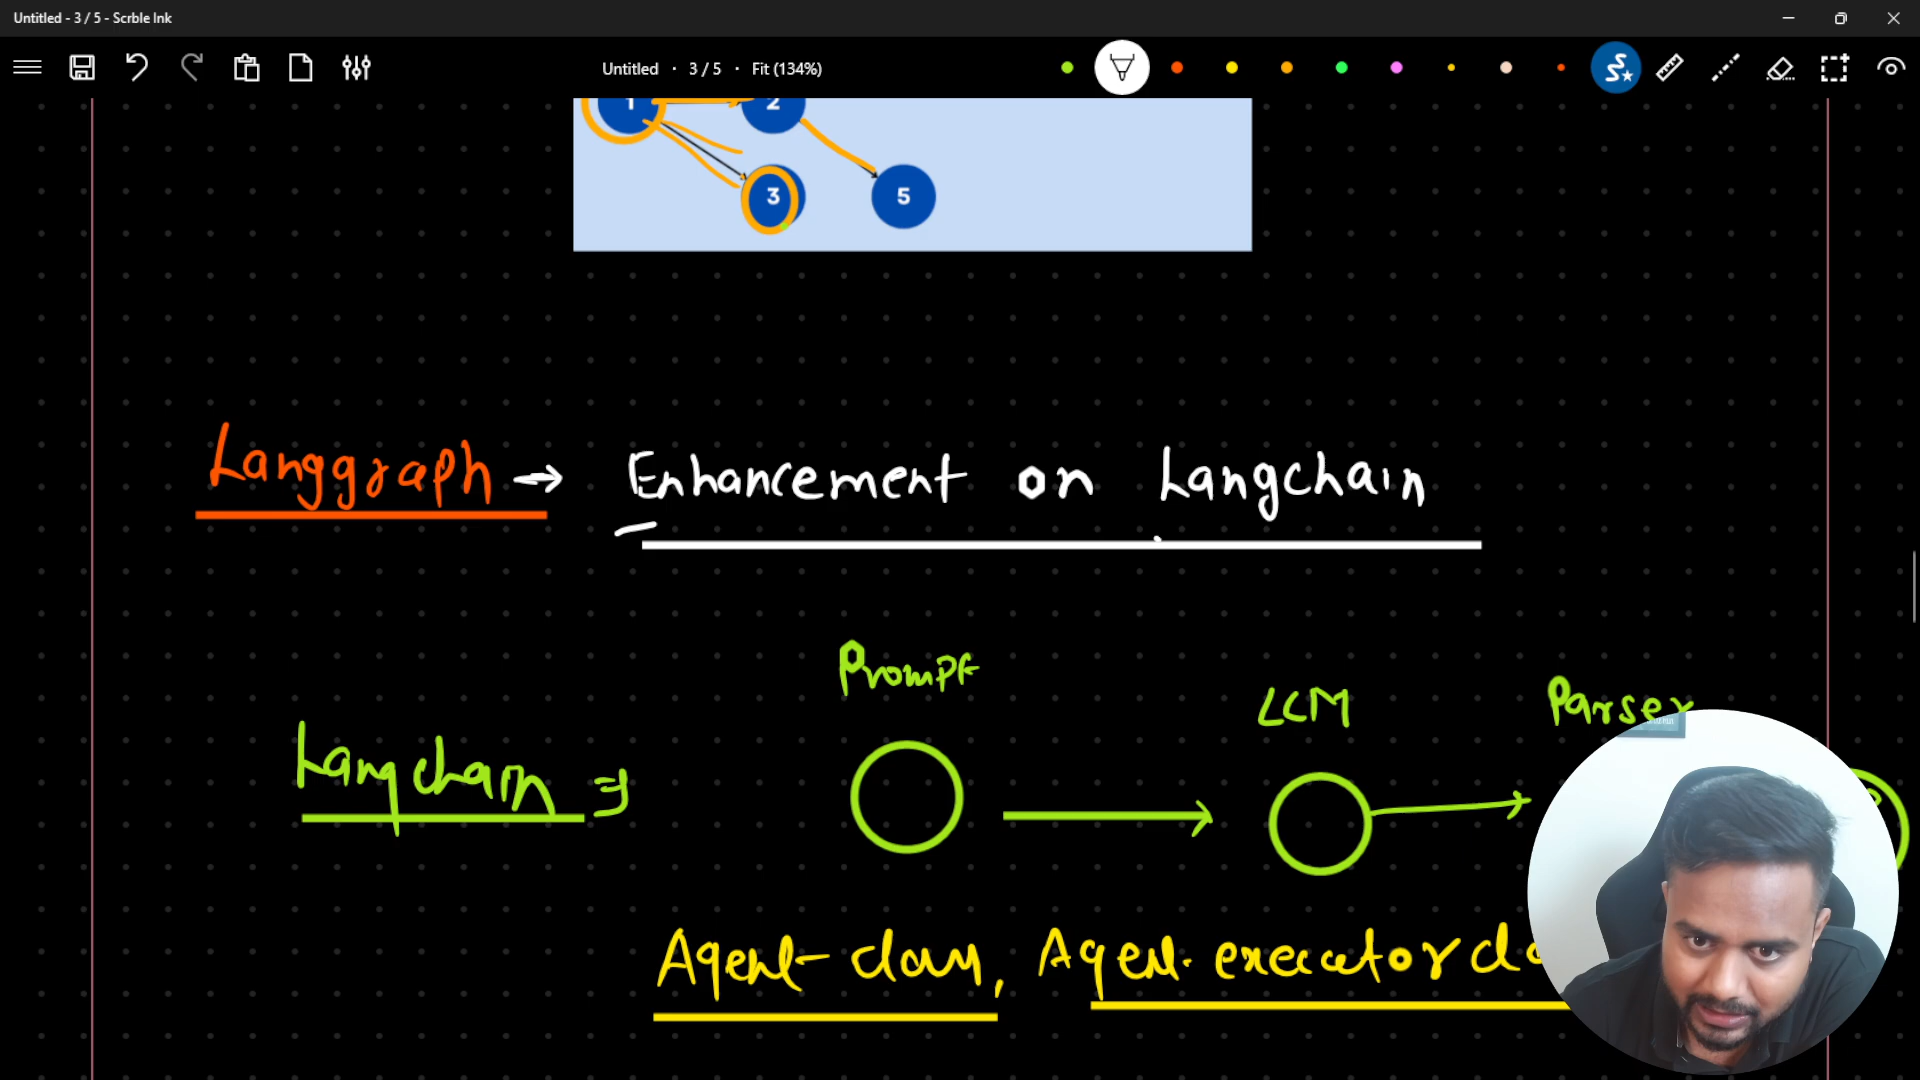 Untitled - 3 / 5 - Scrble Ink
Untitled · 3 / 5 · Fit (134%)
1 2
3 5
Langgraph → Enhancement on Langchain
Prompt LLM Parser
Langchain ⇒
Agent-class, Agent.executor